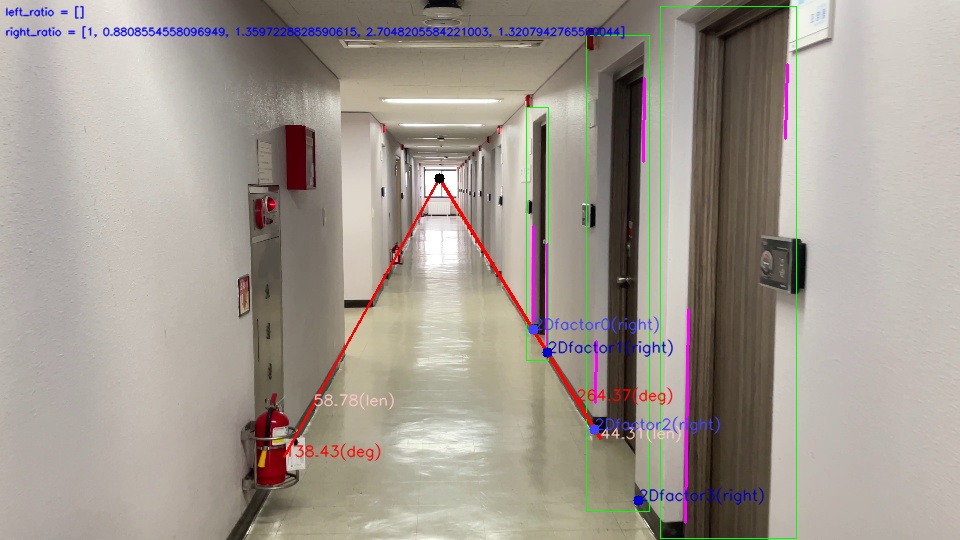 left_ratio = []
right_ratio = [1, 0.8808554558096949, 1.3597228828590615, 2.7048205584221003, 1.3207942765500044]
2Dfactor0(right)
2Dfactor1(right)
264.37(deg)
58.78(len)
2Dfactor2(right)
44.31(len)
138.43(deg)
2Dfactor3(right)